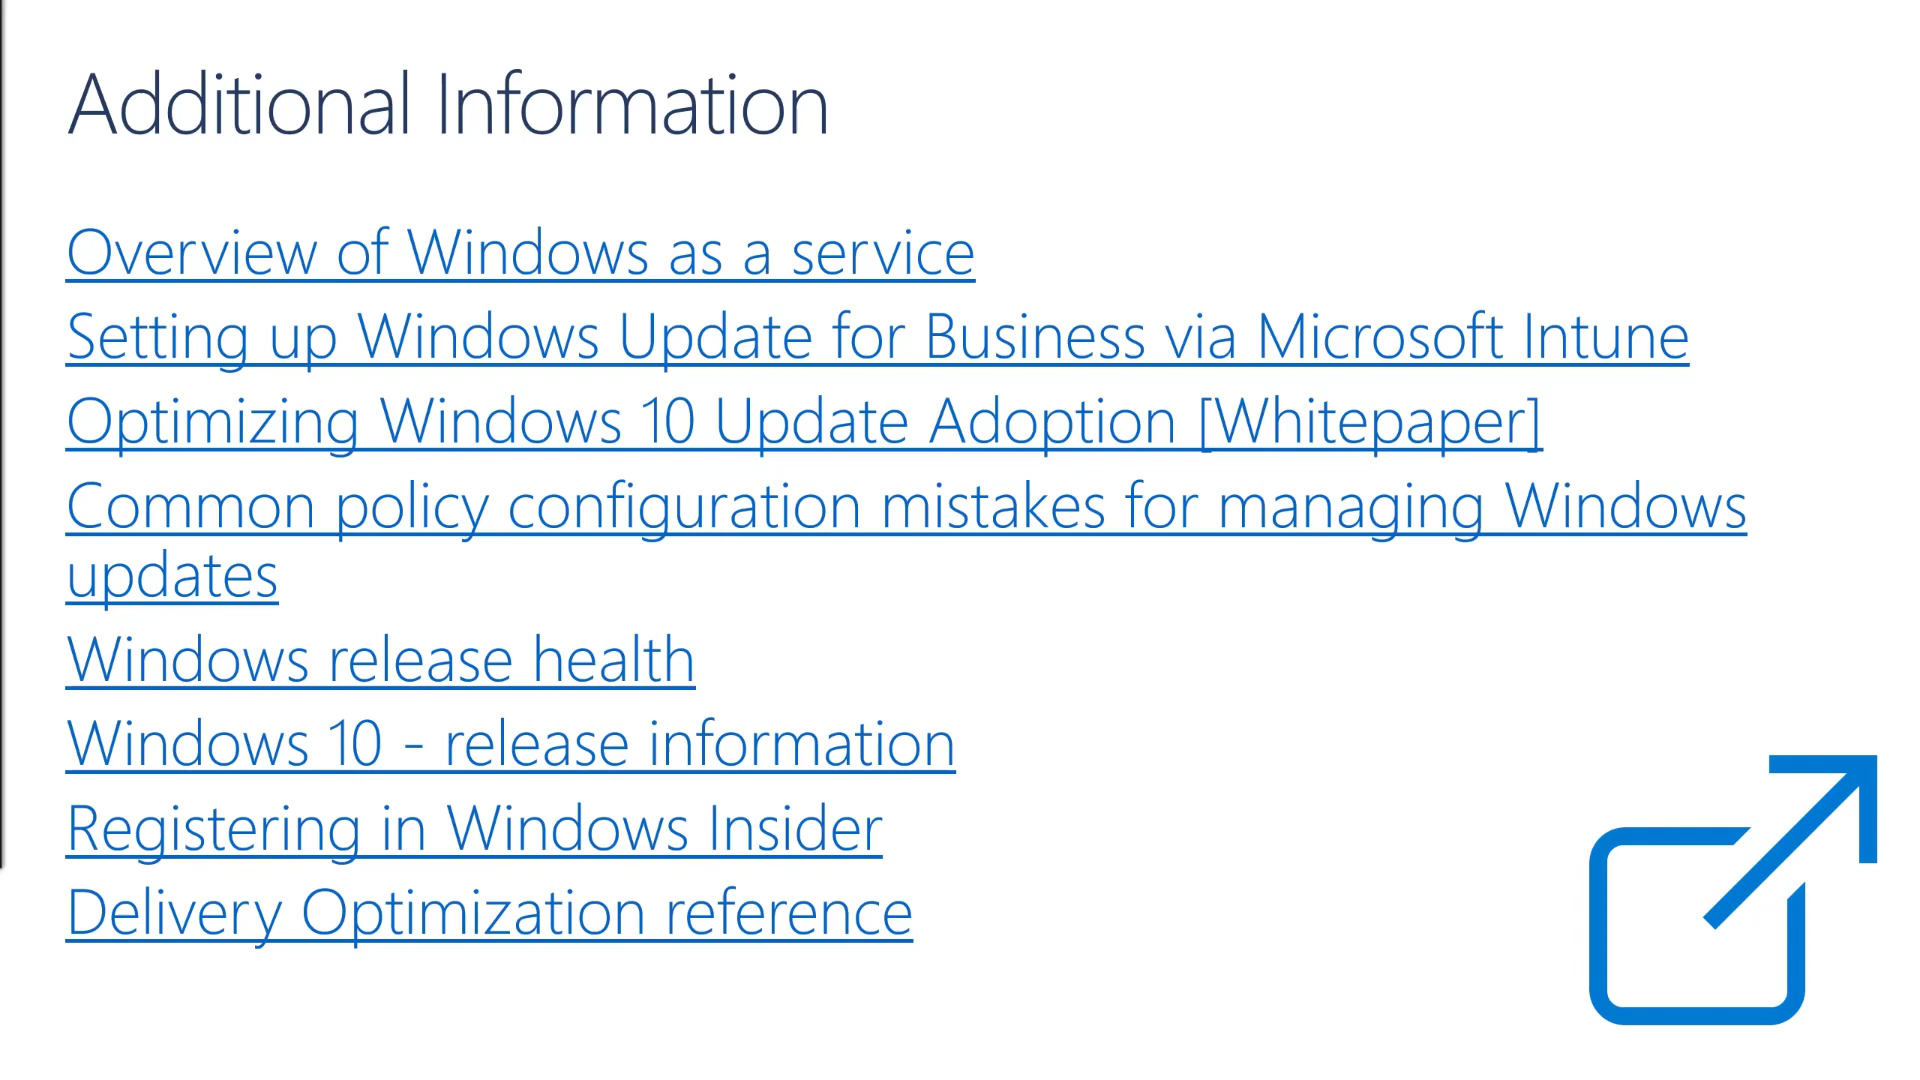 Additional Information
Overview of Windows as a service
Setting up Windows Update for Business via Microsoft Intune
Optimizing Windows 10 Update Adoption [Whitepaper]
Common policy configuration mistakes for managing Windows
updates
Windows release health
Windows 10 - release information
Registering in Windows Insider
Delivery Optimization reference